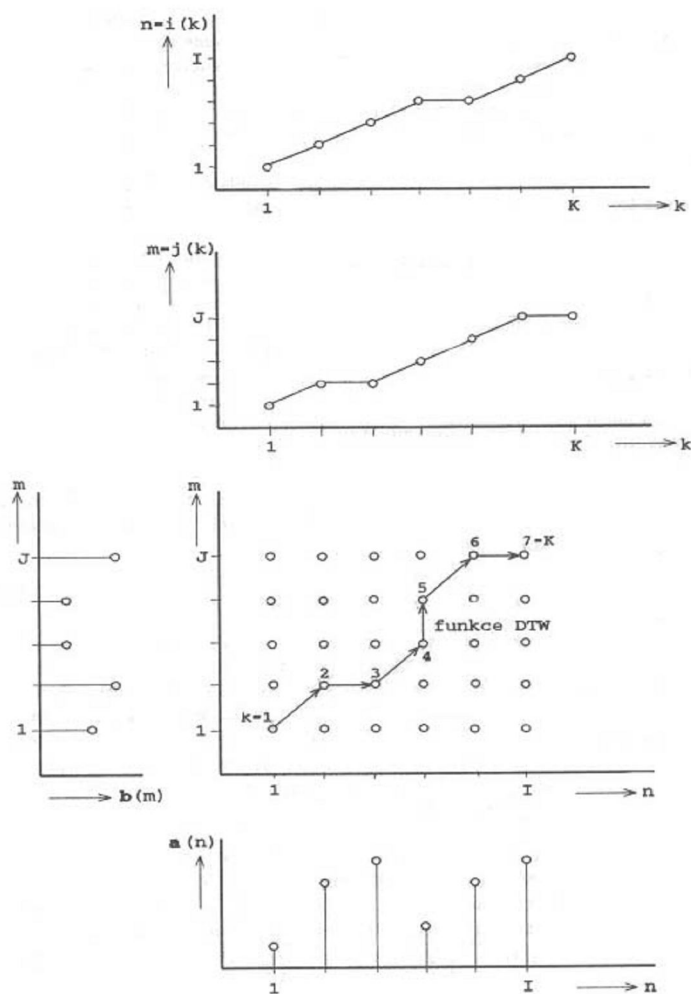 n=i(k)
I
1
1 K k
m=j(k)
J
1
1 K k
m
J
1
b(m)
m
J
6 7=K
5
funkce DTW
4
2 3
k=1
1
1 I n
a(n)
1 I n